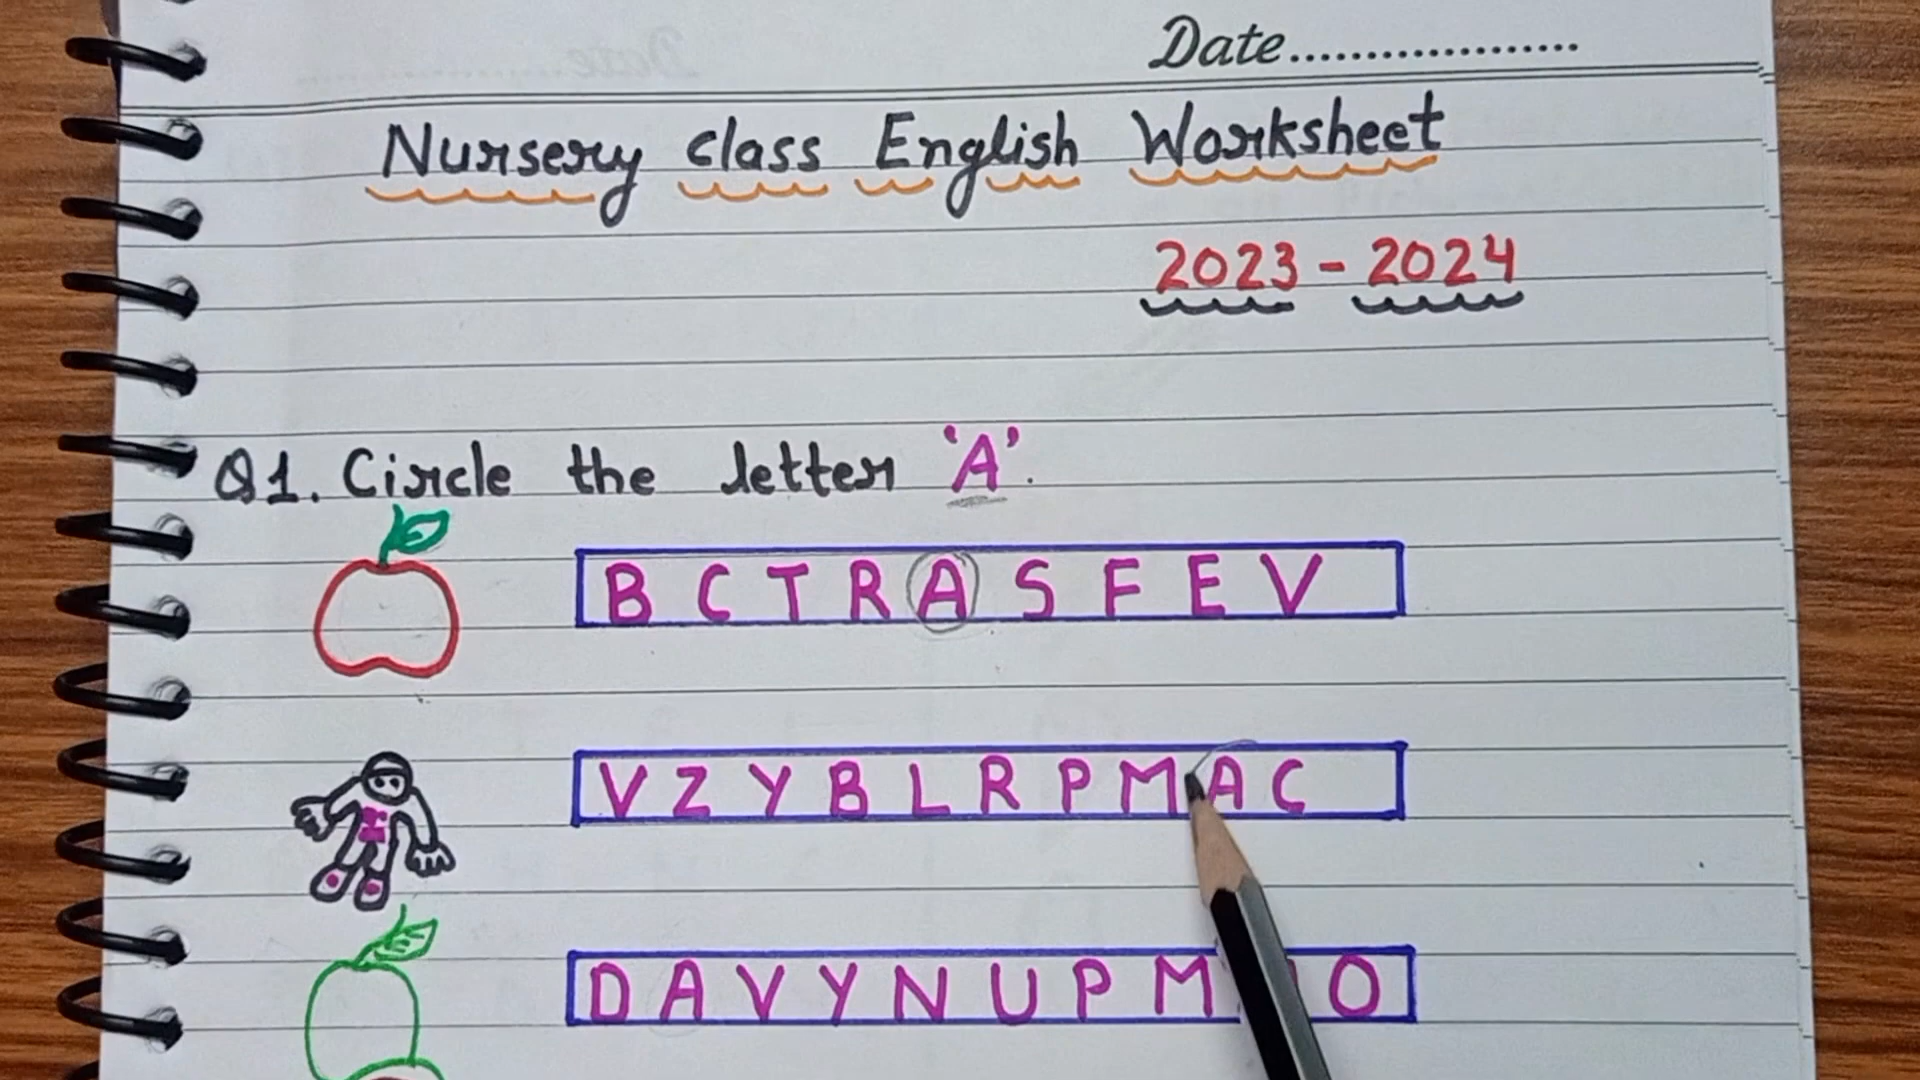 Date...................
Nursery class English Worksheet
2023 - 2024
Q1. Circle the letter 'A'.
B C T R A S F E V
V Z Y B L R P M A C
D A V Y N U P M O